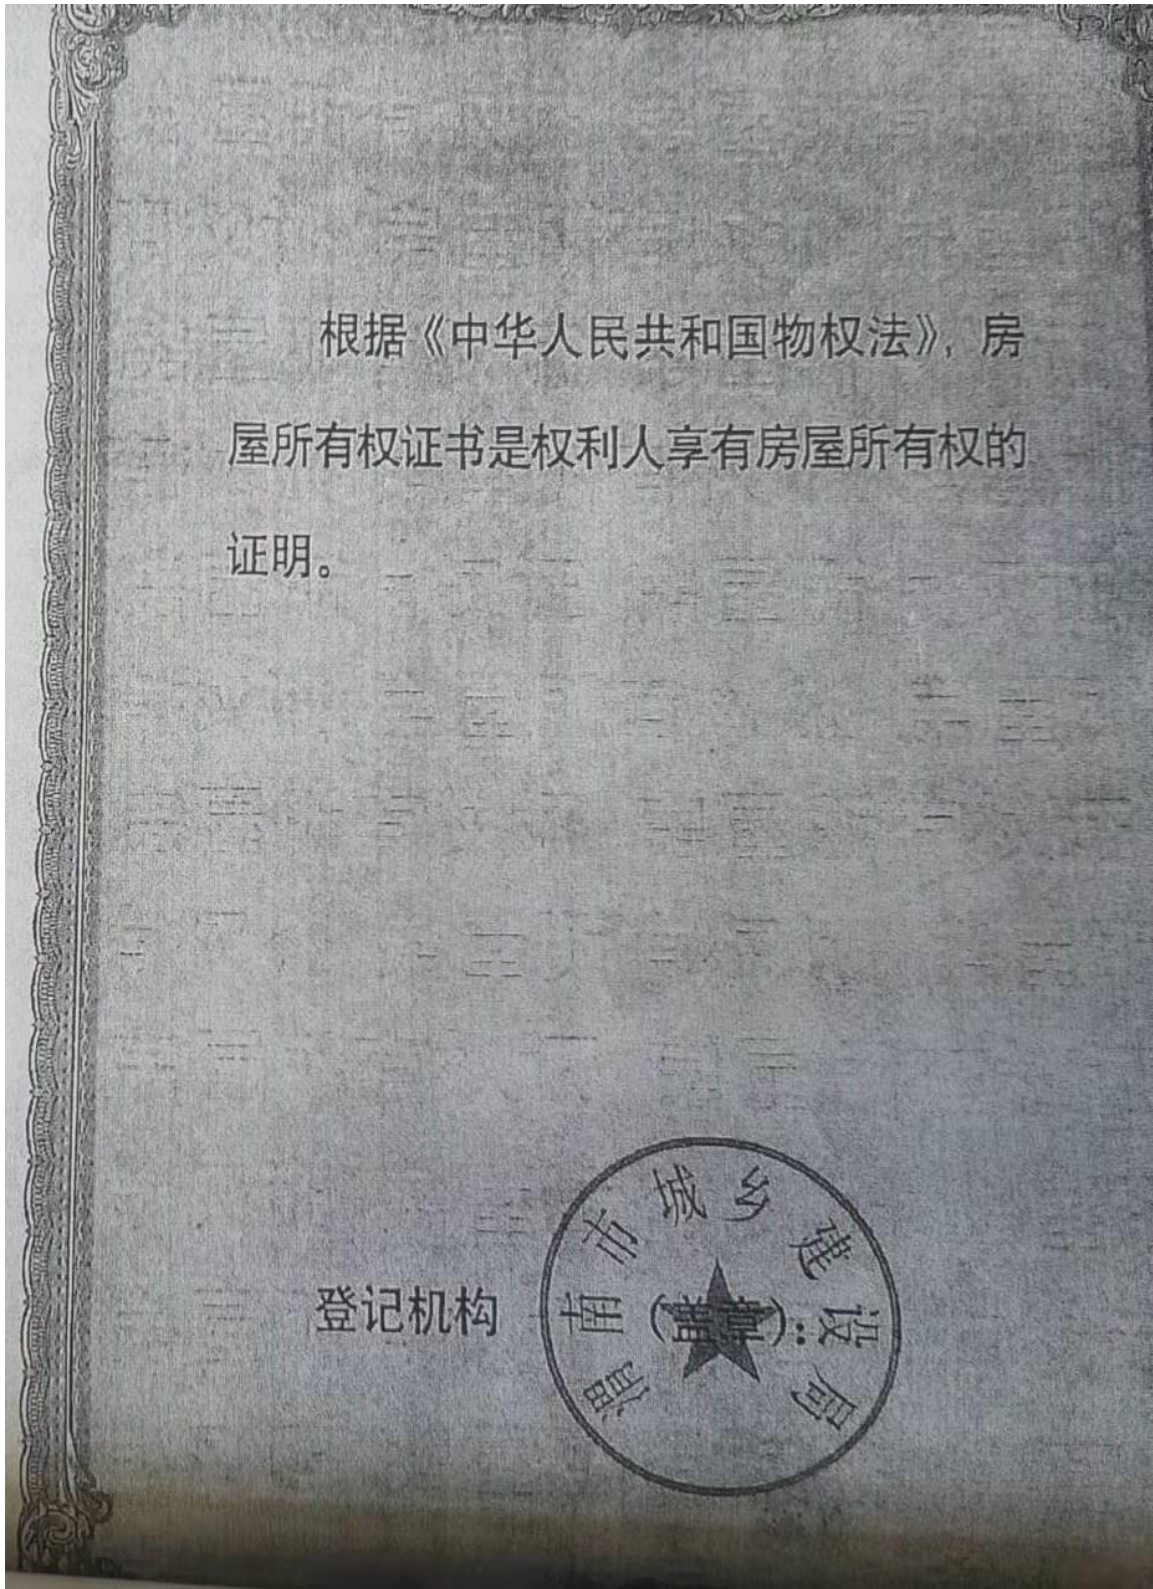 根据《中华人民共和国物权法》，房
屋所有权证书是权利人享有房屋所有权的
证明。
登记机构（盖章）：
渭南市城乡建设局